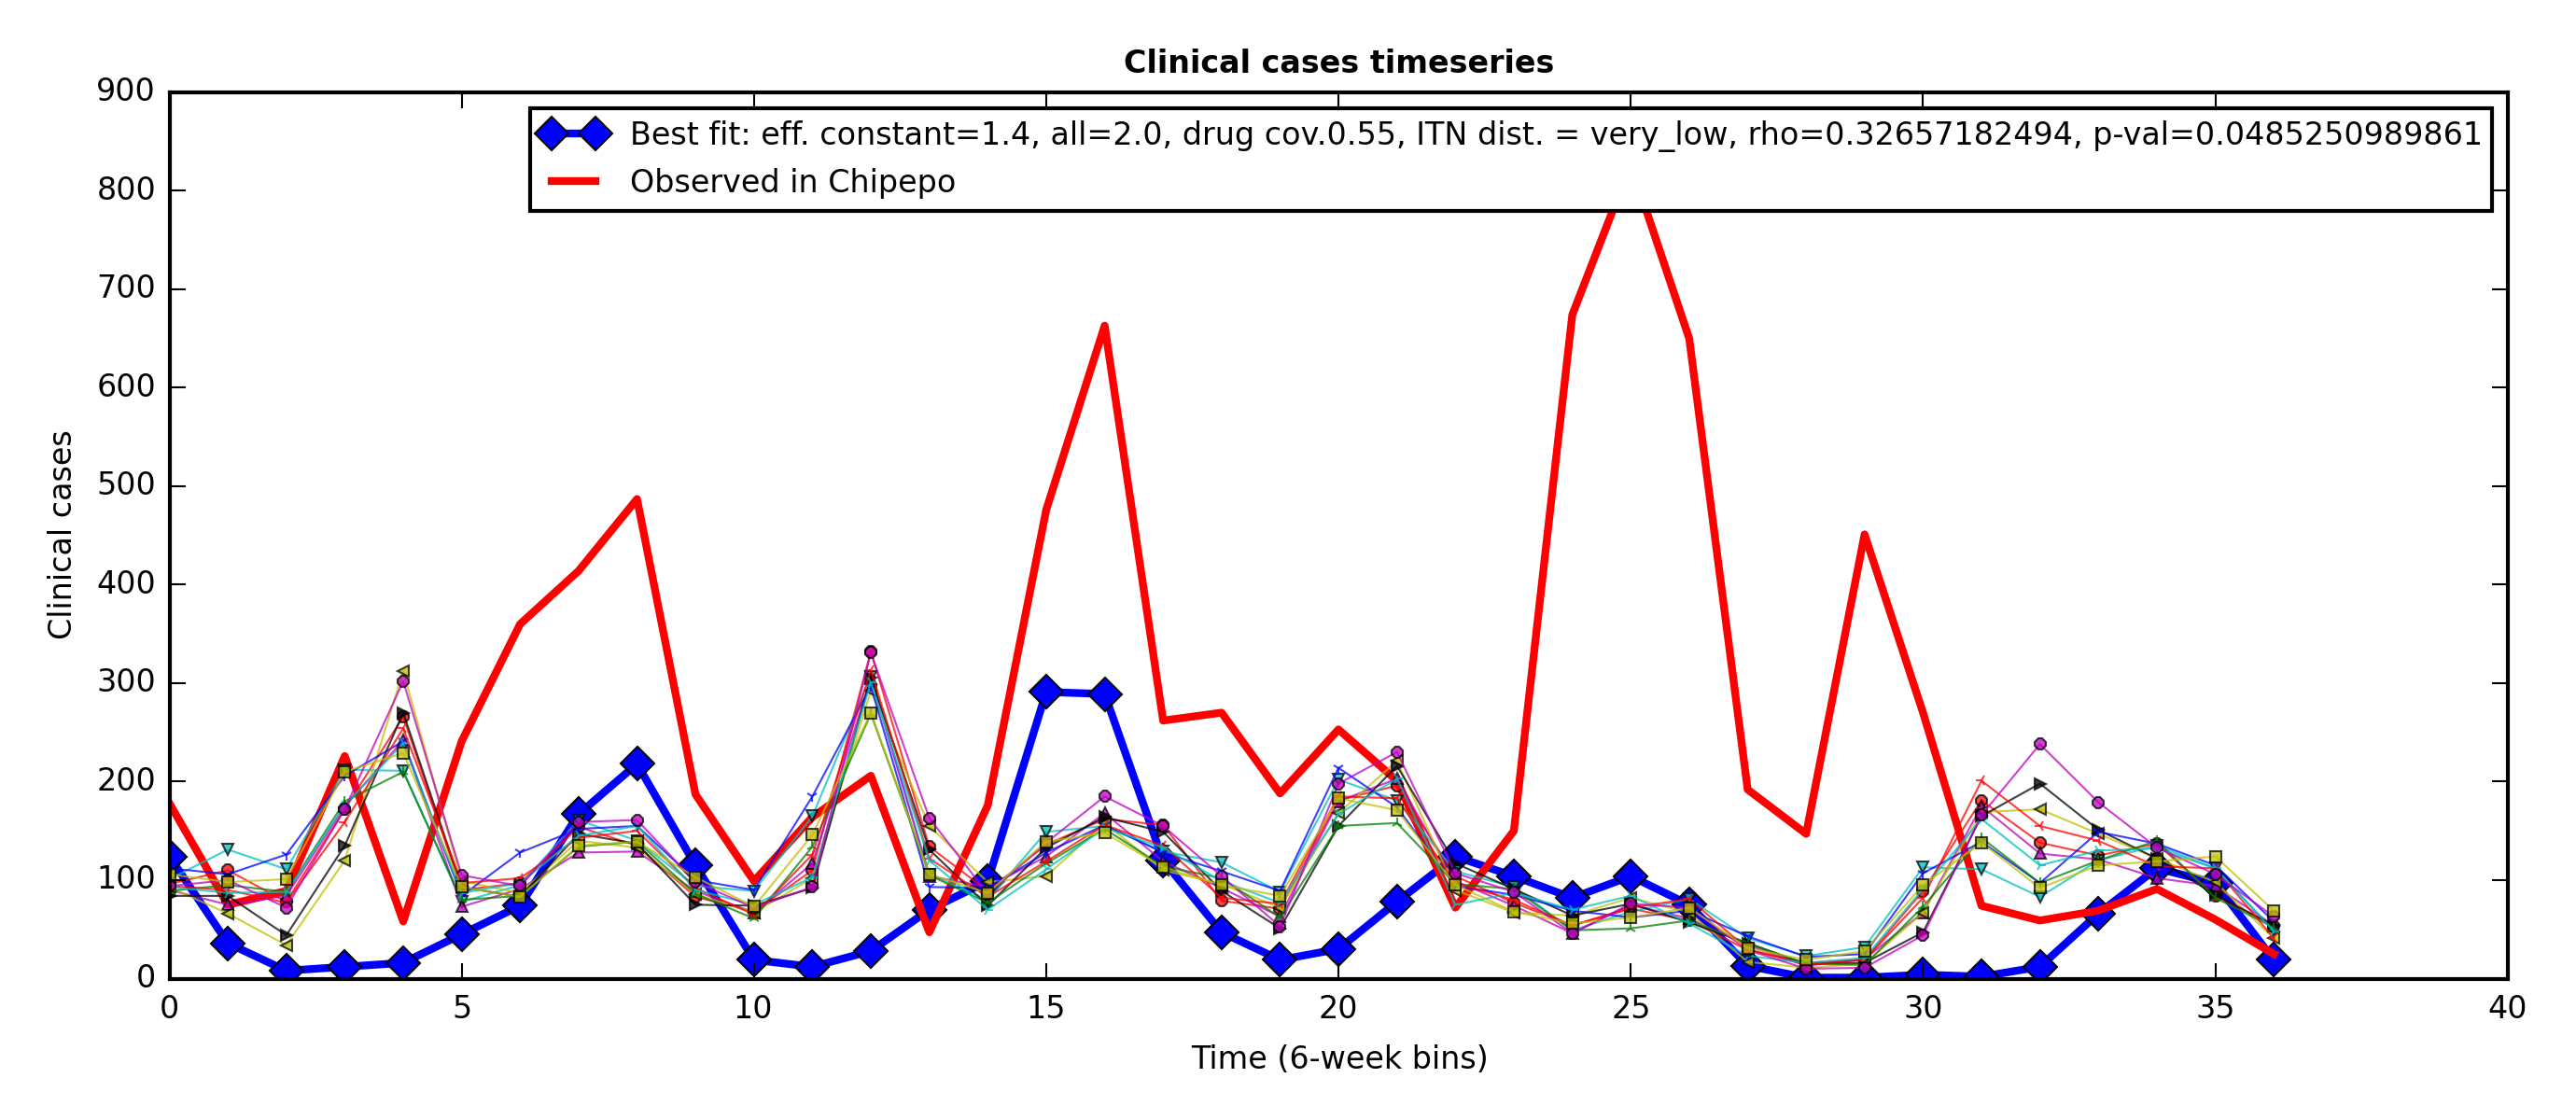 Clinical cases timeseries
900
800
700
600
500
400
300
200
100
0
Clinical cases
Best fit: eff. constant=1.4, all=2.0, drug cov.0.55, ITN dist. = very_low, rho=0.32657182494, p-val=0.0485250989861
Observed in Chipepo
0 5 10 15 20 25 30 35 40
Time (6-week bins)